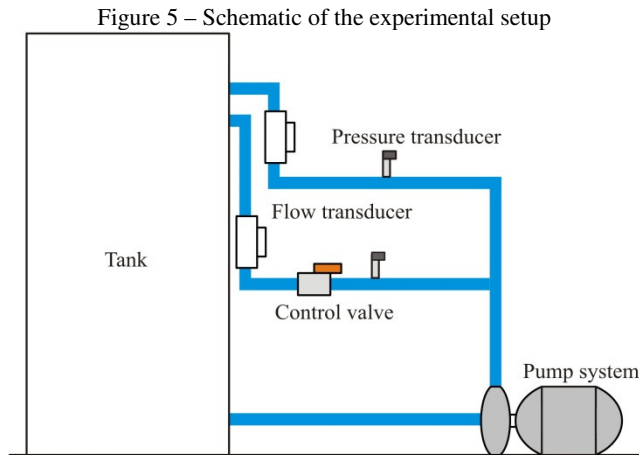 Figure 5 – Schematic of the experimental setup
Pressure transducer
Flow transducer
Tank
Control valve
Pump system